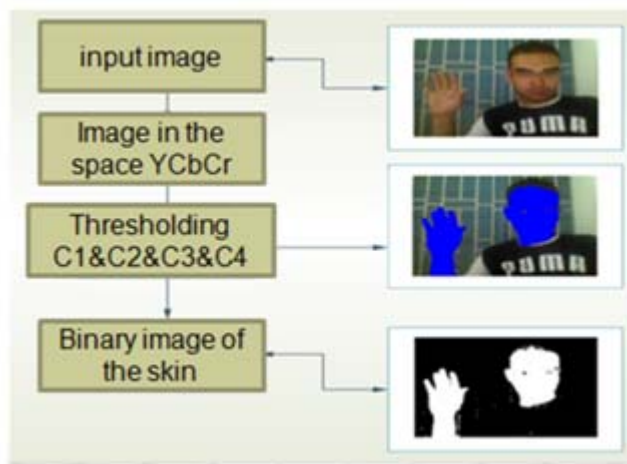 input image
Image in the
space YCbCr
Thresholding
C1&C2&C3&C4
Binary image of
the skin
PUMA
PUMA